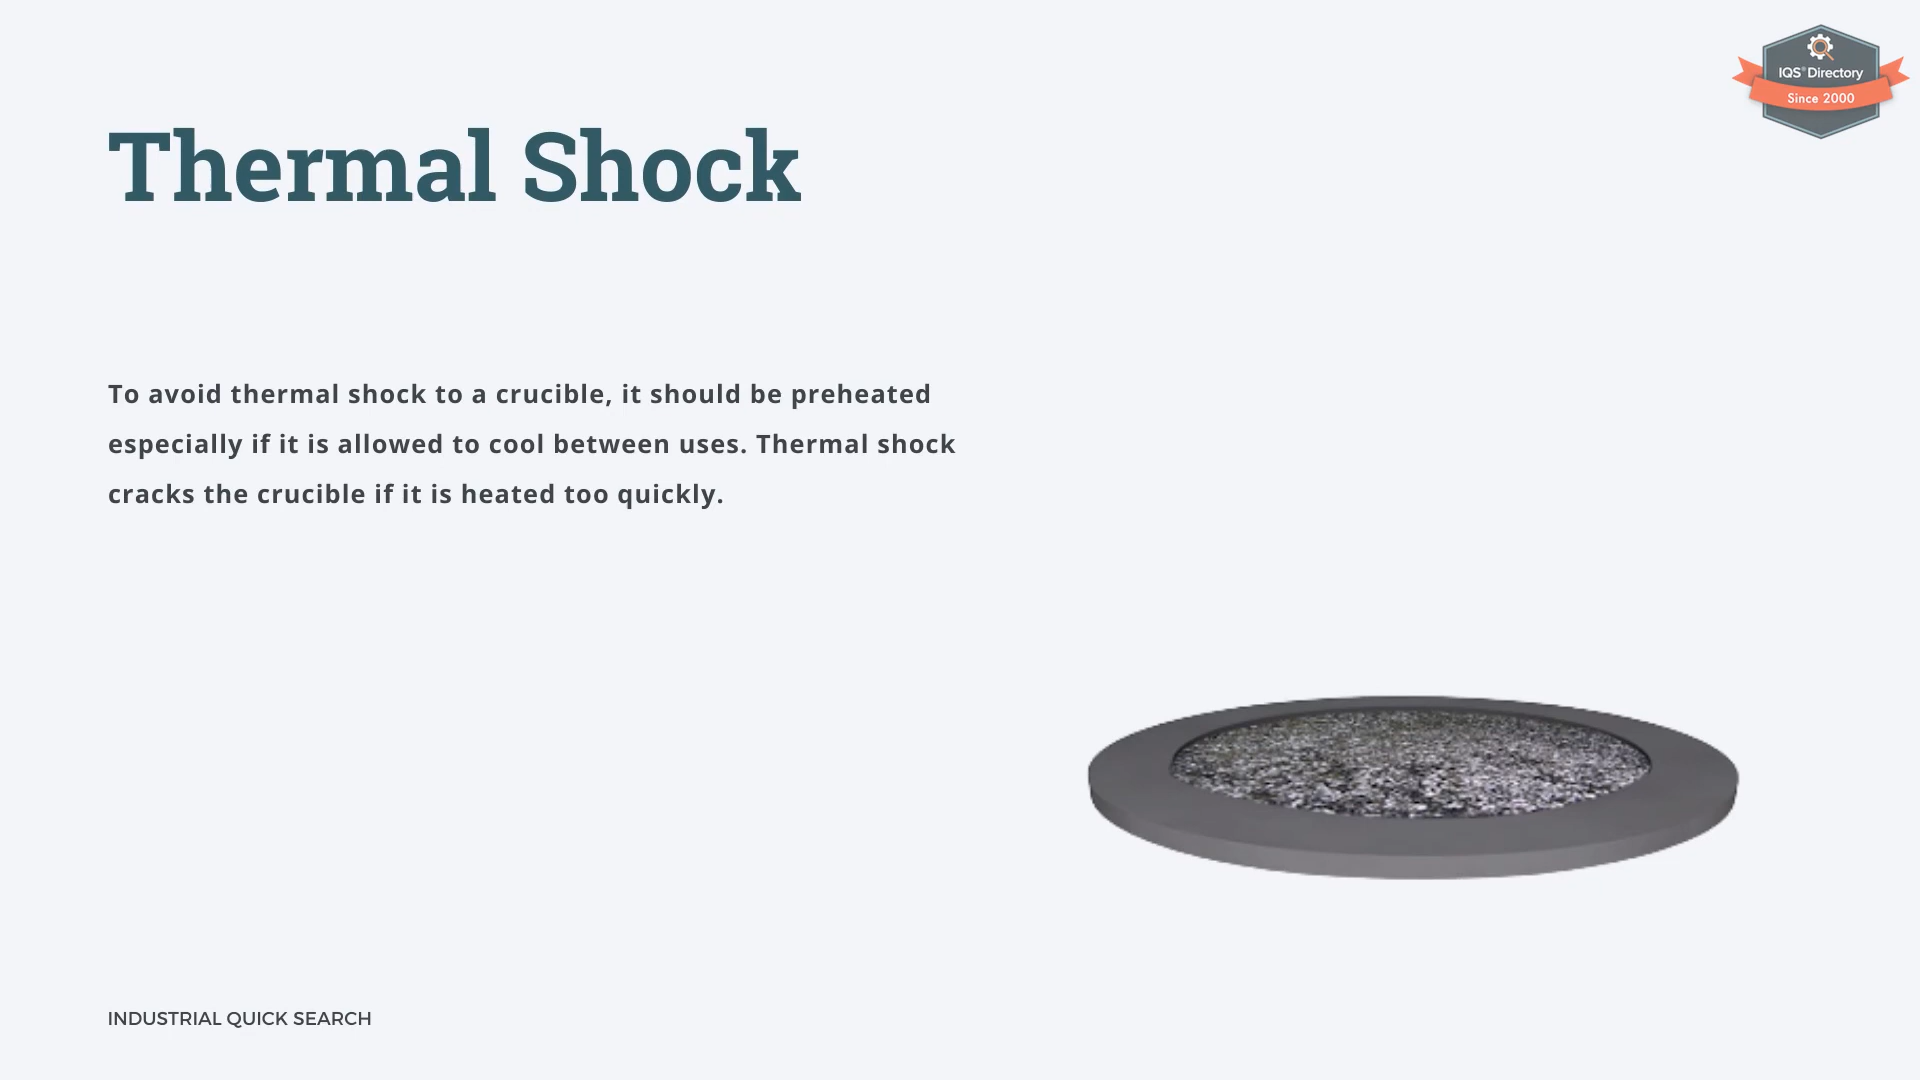 IQS® Directory
Since 2000
Thermal Shock
To avoid thermal shock to a crucible, it should be preheated
especially if it is allowed to cool between uses. Thermal shock
cracks the crucible if it is heated too quickly.
INDUSTRIAL QUICK SEARCH